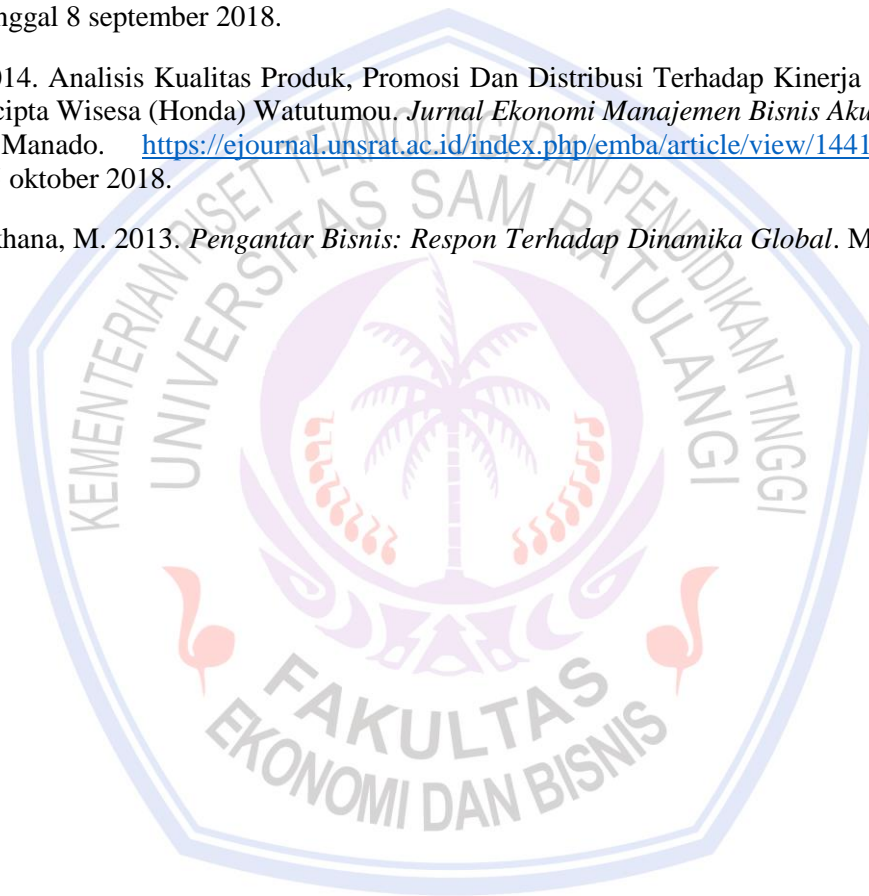 nggal 8 september 2018.
014. Analisis Kualitas Produk, Promosi Dan Distribusi Terhadap Kinerja
cipta Wisesa (Honda) Watutumou. Jurnal Ekonomi Manajemen Bisnis Aku
Manado. https://ejournal.unsrat.ac.id/index.php/emba/article/view/1441
oktober 2018.
khana, M. 2013. Pengantar Bisnis: Respon Terhadap Dinamika Global. M
KEMENTERIAN RISET TEKNOLOGI DAN PENDIDIKAN TINGGI
UNIVERSITAS SAM RATULANGI
FAKULTAS
EKONOMI DAN BISNIS